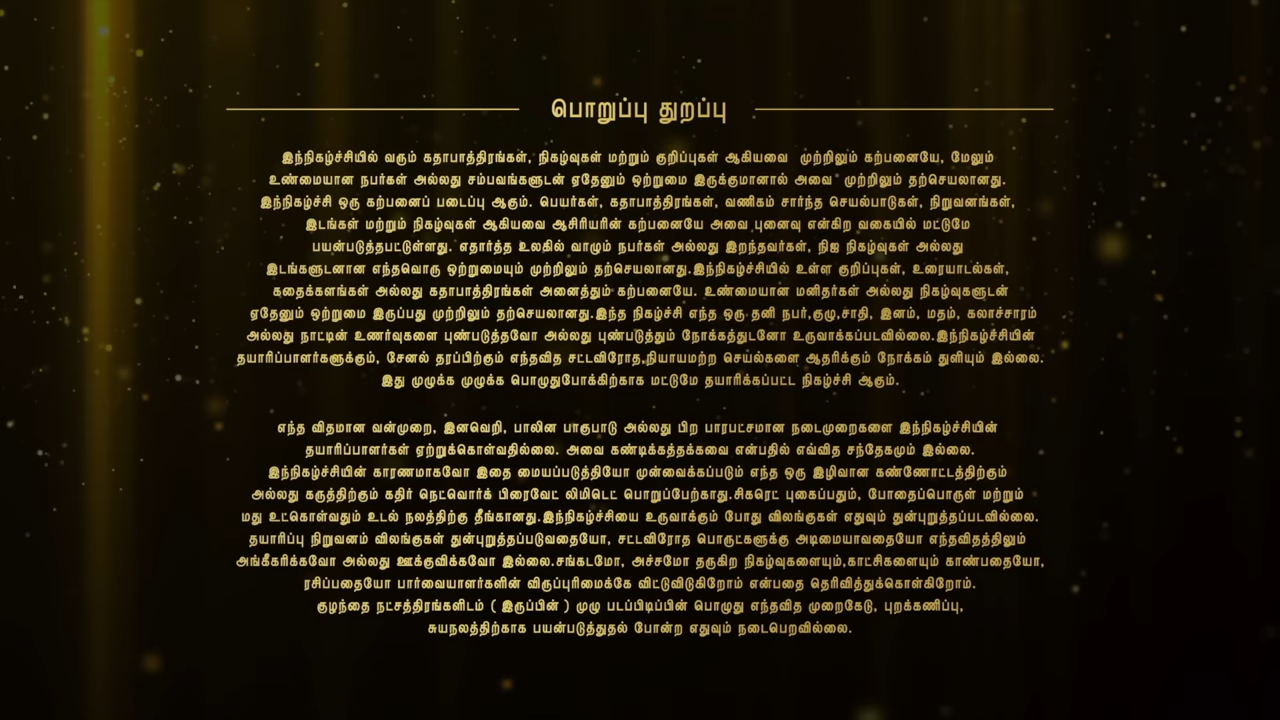 பொறுப்பு துறப்பு
இந்நிகழ்ச்சியில் வரும் கதாபாத்திரங்கள், நிகழ்வுகள் மற்றும் குறிப்புகள் ஆகியவை முற்றிலும் கற்பனையே, மேலும்
உண்மையான நபர்கள் அல்லது சம்பவங்களுடன் ஏதேனும் ஒற்றுமை இருக்குமானால் அவை முற்றிலும் தற்செயலானது.
இந்நிகழ்ச்சி ஒரு கற்பனைப் படைப்பு ஆகும். பெயர்கள், கதாபாத்திரங்கள், வணிகம் சார்ந்த செயல்பாடுகள், நிறுவனங்கள்,
இடங்கள் மற்றும் நிகழ்வுகள் ஆகியவை ஆசிரியரின் கற்பனையே அவை புனைவு என்கிற வகையில் மட்டுமே
பயன்படுத்தபட்டுள்ளது. எதார்த்த உலகில் வாழும் நபர்கள் அல்லது இறந்தவர்கள், நிஜ நிகழ்வுகள் அல்லது
இடங்களுடனான எந்தவொரு ஒற்றுமையும் முற்றிலும் தற்செயலானது.இந்நிகழ்ச்சியில் உள்ள குறிப்புகள், உரையாடல்கள்,
கதைக்களங்கள் அல்லது கதாபாத்திரங்கள் அனைத்தும் கற்பனையே. உண்மையான மனிதர்கள் அல்லது நிகழ்வுகளுடன்
ஏதேனும் ஒற்றுமை இருப்பது முற்றிலும் தற்செயலானது.இந்த நிகழ்ச்சி எந்த ஒரு தனி நபர்,குழு,சாதி, இனம், மதம், கலாச்சாரம்
அல்லது நாட்டின் உணர்வுகளை புண்படுத்தவோ அல்லது புண்படுத்தும் நோக்கத்துடனோ உருவாக்கப்படவில்லை.இந்நிகழ்ச்சியின்
தயாரிப்பாளர்களுக்கும், சேனல் தரப்பிற்கும் எந்தவித சட்டவிரோத,நியாயமற்ற செயல்களை ஆதரிக்கும் நோக்கம் துளியும் இல்லை.
இது முழுக்க முழுக்க பொழுதுபோக்கிற்காக மட்டுமே தயாரிக்கப்பட்ட நிகழ்ச்சி ஆகும்.
எந்த விதமான வன்முறை, இனவெறி, பாலின பாகுபாடு அல்லது பிற பாரபட்சமான நடைமுறைகளை இந்நிகழ்ச்சியின்
தயாரிப்பாளர்கள் ஏற்றுக்கொள்வதில்லை. அவை கண்டிக்கத்தக்கவை என்பதில் எவ்வித சந்தேகமும் இல்லை.
இந்நிகழ்ச்சியின் காரணமாகவோ இதை மையப்படுத்தியோ முன்வைக்கப்படும் எந்த ஒரு இழிவான கண்ணோட்டத்திற்கும்
அல்லது கருத்திற்கும் கதிர் நெட்வொர்க் பிரைவேட் லிமிடெட் பொறுப்பேற்காது.சிகரெட் புகைப்பதும், போதைப்பொருள் மற்றும்
மது உட்கொள்வதும் உடல் நலத்திற்கு தீங்கானது.இந்நிகழ்ச்சியை உருவாக்கும் போது விலங்குகள் எதுவும் துன்புறுத்தப்படவில்லை.
தயாரிப்பு நிறுவனம் விலங்குகள் துன்புறுத்தப்படுவதையோ, சட்டவிரோத பொருட்களுக்கு அடிமையாவதையோ எந்தவிதத்திலும்
அங்கீகரிக்கவோ அல்லது ஊக்குவிக்கவோ இல்லை.சங்கடமோ, அச்சமோ தருகிற நிகழ்வுகளையும்,காட்சிகளையும் காண்பதையோ,
ரசிப்பதையோ பார்வையாளர்களின் விருப்புரிமைக்கே விட்டுவிடுகிறோம் என்பதை தெரிவித்துக்கொள்கிறோம்.
குழந்தை நட்சத்திரங்களிடம் ( இருப்பின் ) முழு படப்பிடிப்பின் பொழுது எந்தவித முறைகேடு, புறக்கணிப்பு,
சுயநலத்திற்காக பயன்படுத்துதல் போன்ற எதுவும் நடைபெறவில்லை.